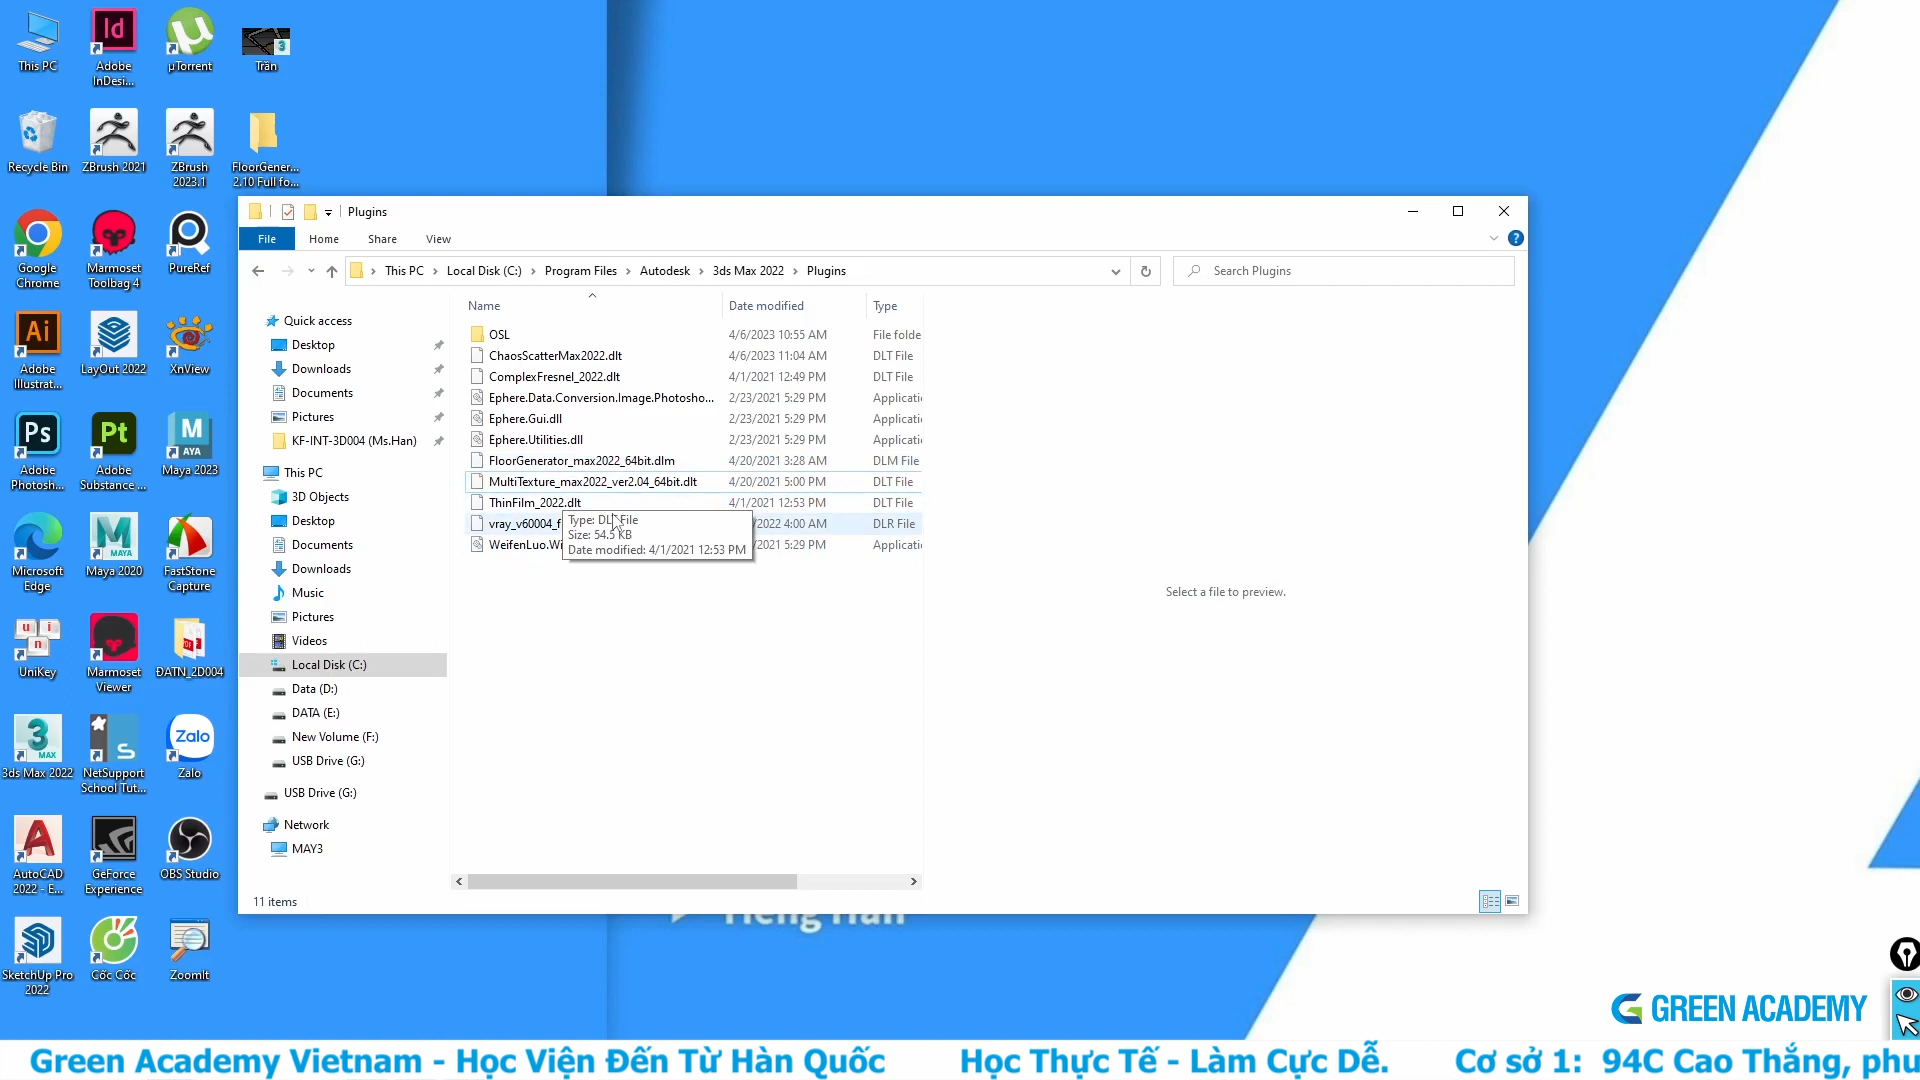 This PC
Adobe
InDesi...
µTorrent
Trần
Recycle Bin
ZBrush 2021
ZBrush
2023.1
FloorGener...
2.10 Full fo...
Google
Chrome
Marmoset
Toolbag 4
PureRef
Adobe
Illustrat...
LayOut 2022
XnView
Adobe
Photosh...
Adobe
Substance ...
Maya 2023
Microsoft
Edge
Maya 2020
FastStone
Capture
UniKey
Marmoset
Viewer
ĐATN_2D004
3ds Max 2022
NetSupport
School Tut...
Zalo
AutoCAD
2022 - E...
GeForce
Experience
OBS Studio
SketchUp Pro
2022
Cốc Cốc
ZoomIt
Plugins
File
Home
Share
View
This PC
Local Disk (C:)
Program Files
Autodesk
3ds Max 2022
Plugins
Search Plugins
Quick access
Desktop
Downloads
Documents
Pictures
KF-INT-3D004 (Ms.Han)
This PC
3D Objects
Desktop
Documents
Downloads
Music
Pictures
Videos
Local Disk (C:)
Data (D:)
DATA (E:)
New Volume (F:)
USB Drive (G:)
USB Drive (G:)
Network
MAY3
Name Date modified Type
OSL 4/6/2023 10:55 AM File folde
ChaosScatterMax2022.dlt 4/6/2023 11:04 AM DLT File
ComplexFresnel_2022.dlt 4/1/2021 12:49 PM DLT File
Ephere.Data.Conversion.Image.Photosho... 2/23/2021 5:29 PM Applicati
Ephere.Gui.dll 2/23/2021 5:29 PM Applicati
Ephere.Utilities.dll 2/23/2021 5:29 PM Applicati
FloorGenerator_max2022_64bit.dlm 4/20/2021 3:28 AM DLM File
MultiTexture_max2022_ver2.04_64bit.dlt 4/20/2021 5:00 PM DLT File
ThinFilm_2022.dlt 4/1/2021 12:53 PM DLT File
vray_v60004_f /2022 4:00 AM DLR File
WeifenLuo.Wi /2021 5:29 PM Applicati
Type: DLT File
Size: 54.5 KB
Date modified: 4/1/2021 12:53 PM
Select a file to preview.
11 items
Tiếng Hàn
GREEN ACADEMY
Green Academy Vietnam - Học Viện Đến Từ Hàn Quốc Học Thực Tế - Làm Cực Dễ. Cơ sở 1: 94C Cao Thắng, phu